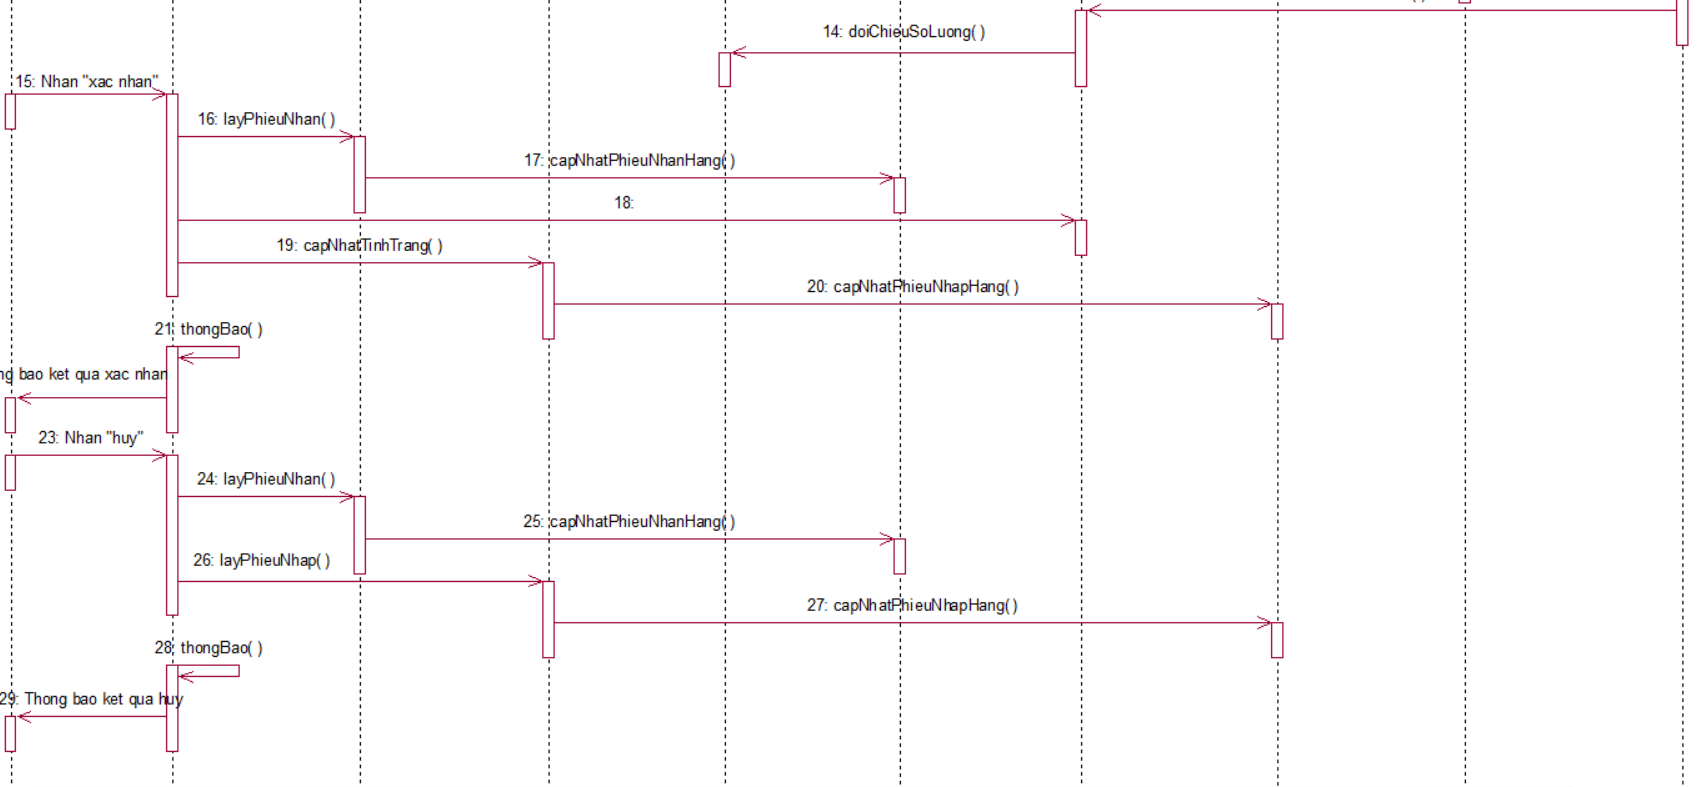 14: doiChieuSoLuong( )
15: Nhan "xac nhan"
16: layPhieuNhan( )
17: capNhatPhieuNhanHang( )
18:
19: capNhatTinhTrang( )
20: capNhatPhieuNhapHang( )
21: thongBao( )
bao ket qua xac nhan
23: Nhan "huy"
24: layPhieuNhan( )
25: capNhatPhieuNhanHang( )
26: layPhieuNhap( )
27: capNhatPhieuNhapHang( )
28: thongBao( )
29: Thong bao ket qua huy